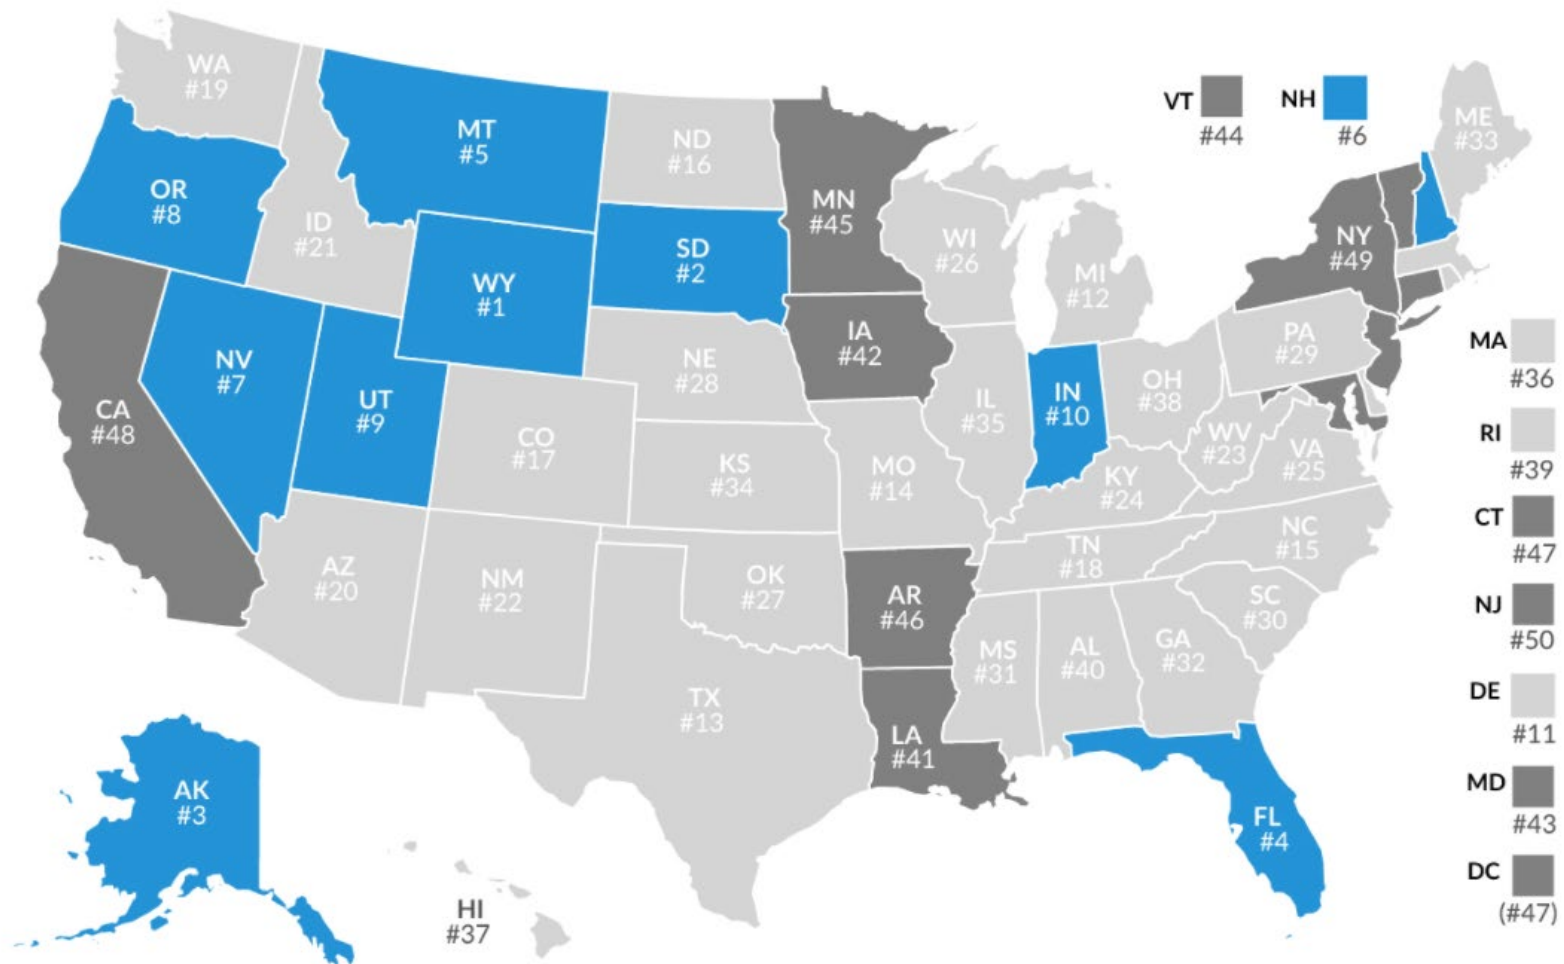 WA
#19
MT
#5
ND
#16
MN
#45
VT
#44
NH
#6
ME
#33
OR
#8
ID
#21
WY
#1
SD
#2
WI
#26
MI
#12
NY
#49
CA
#48
NV
#7
UT
#9
NE
#28
IA
#42
PA
#29
MA
#36
CO
#17
KS
#34
MO
#14
IL
#35
IN
#10
OH
#38
WV
#23
VA
#25
KY
#24
RI
#39
AZ
#20
NM
#22
OK
#27
AR
#46
TN
#18
NC
#15
CT
#47
SC
#30
NJ
#50
TX
#13
LA
#41
MS
#31
AL
#40
GA
#32
DE
#11
AK
#3
HI
#37
FL
#4
MD
#43
DC
(#47)